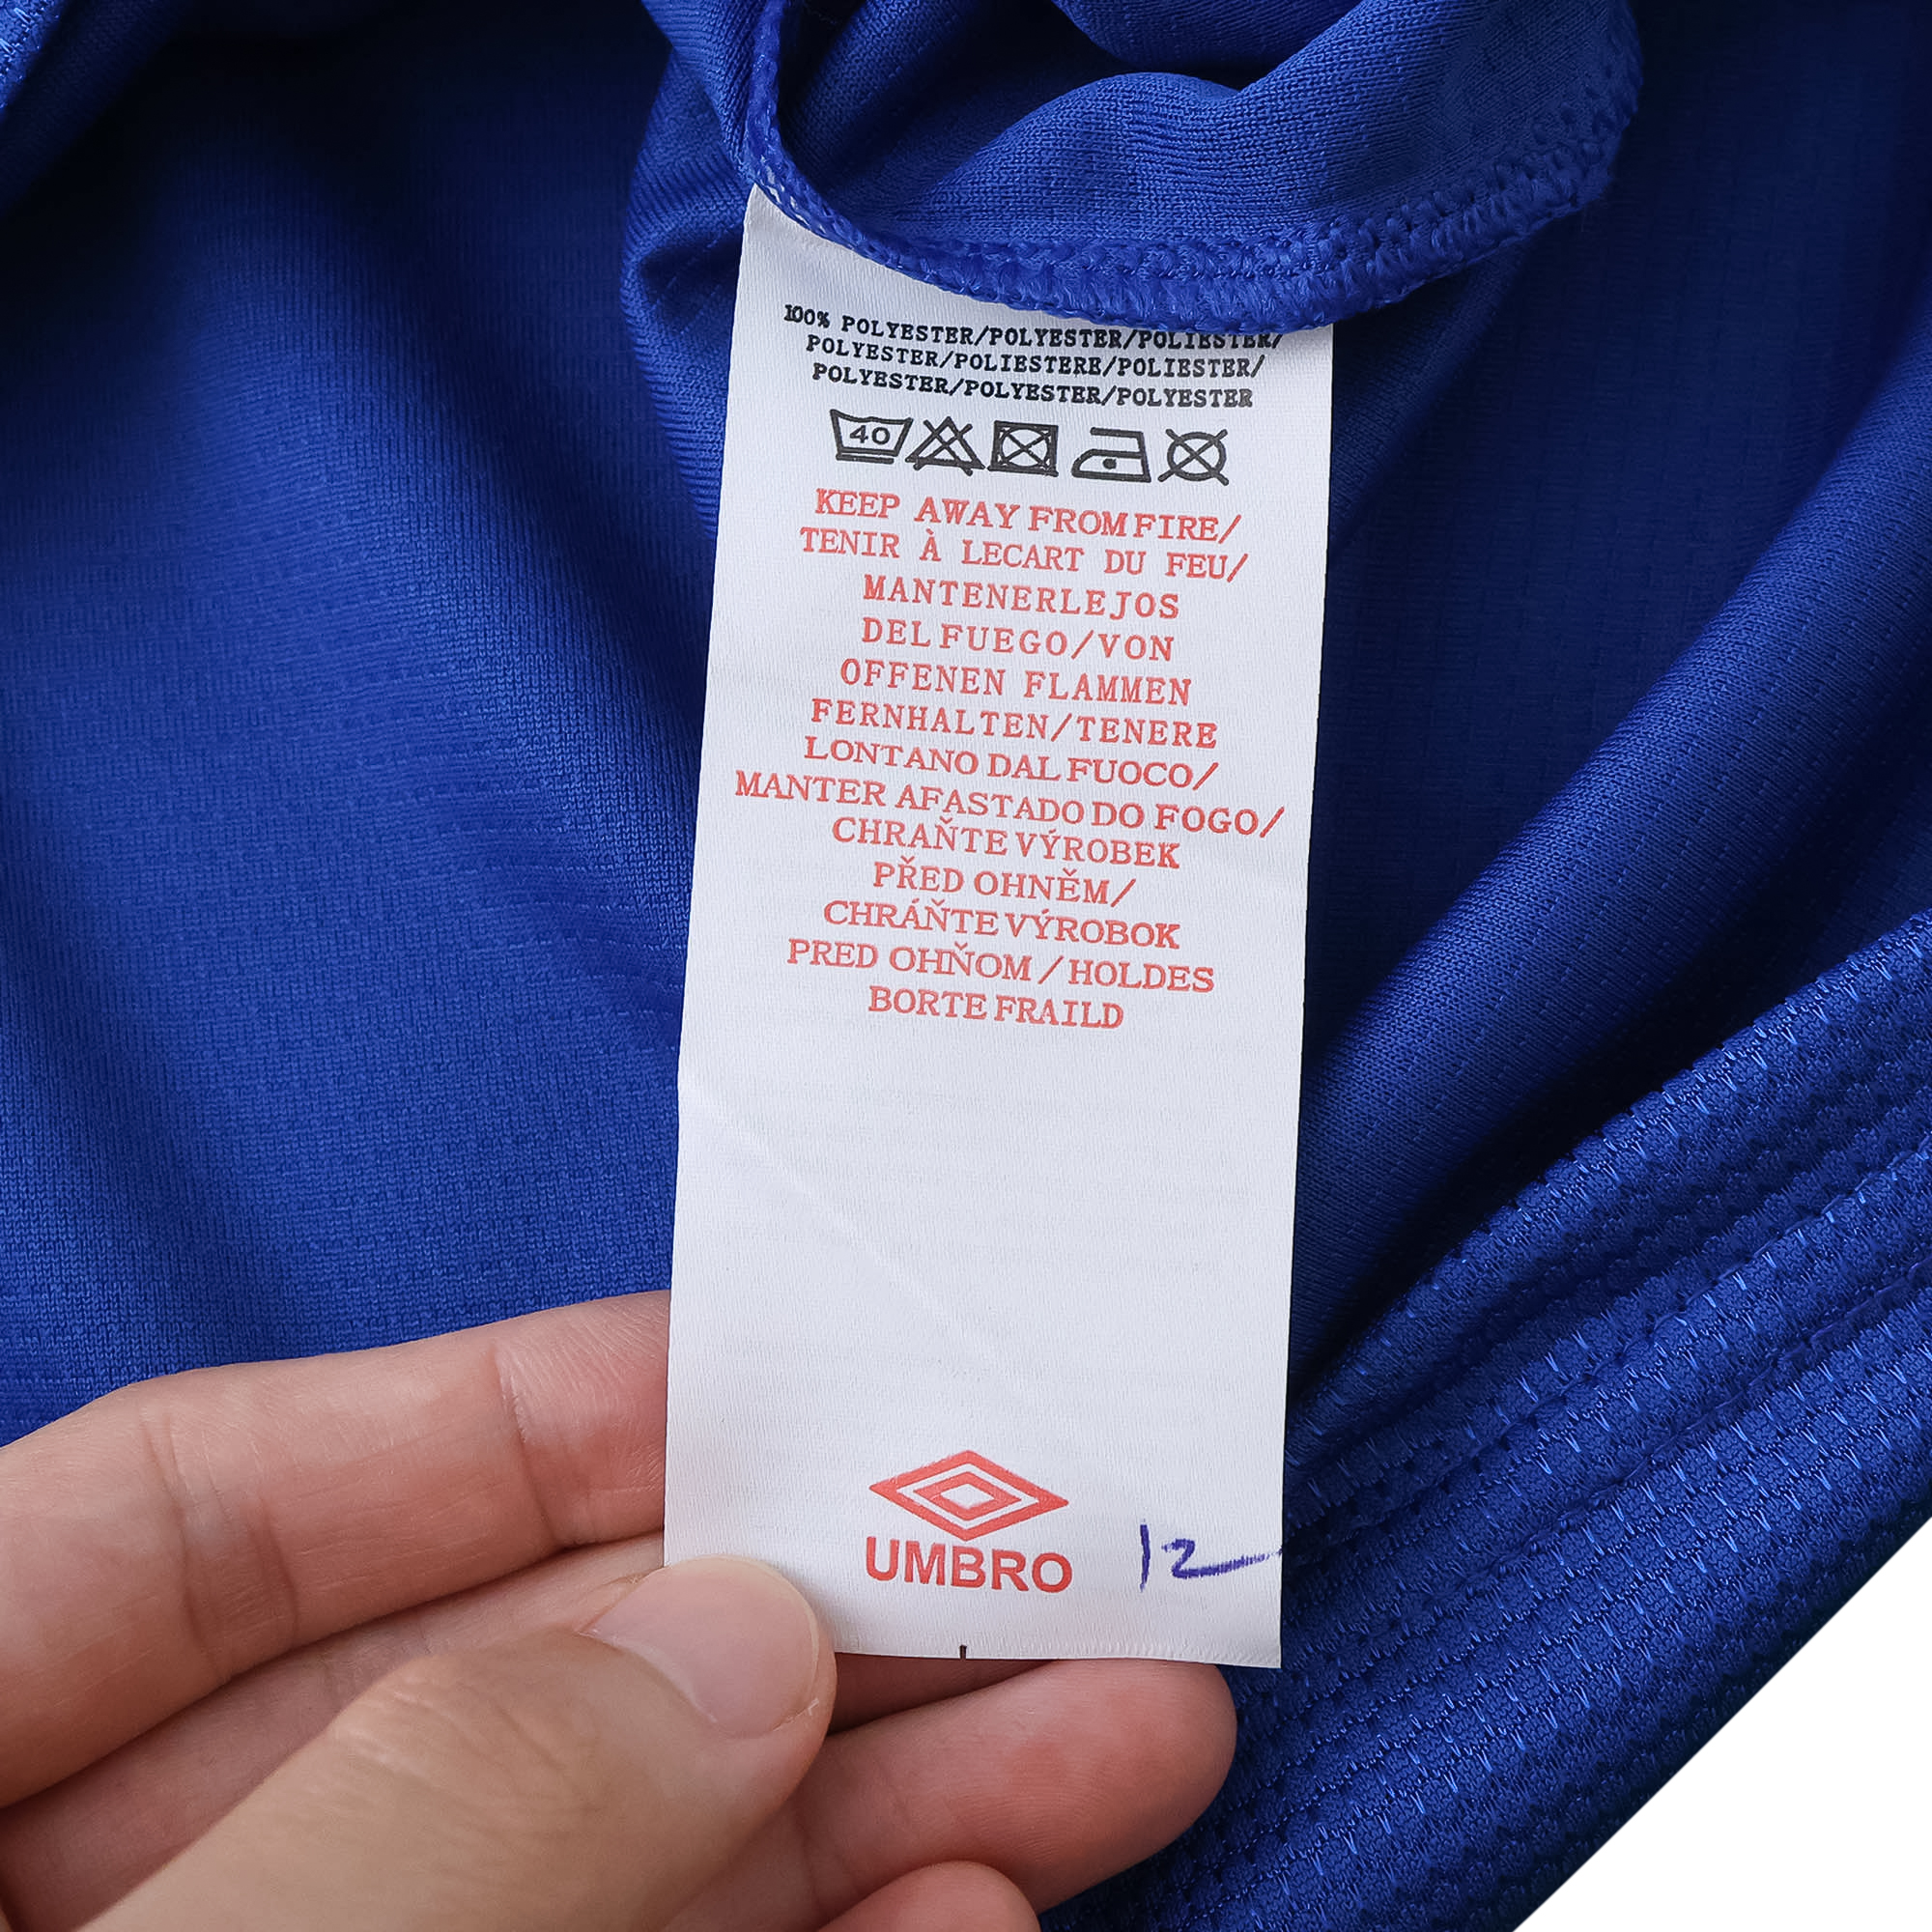 100% POLYESTER/POLYESTER/POLIESTER/
POLYESTER/POLIESTERE/POLIESTER/
POLYESTER/POLYESTER/POLYESTER
40
KEEP AWAY FROM FIRE/
TENIR À LECART DU FEU/
MANTENERLEJOS
DEL FUEGO/VON
OFFENEN FLAMMEN
FERNHALTEN/TENERE
LONTANO DAL FUOCO/
MANTER AFASTADO DO FOGO/
CHRAŇTE VÝROBEK
PŘED OHNĚM/
CHRÁŇTE VÝROBOK
PRED OHŇOM/HOLDES
BORTE FRAILD
UMBRO
12